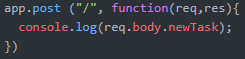 app.post ("/", function(req,res){
  console.log(req.body.newTask);
})